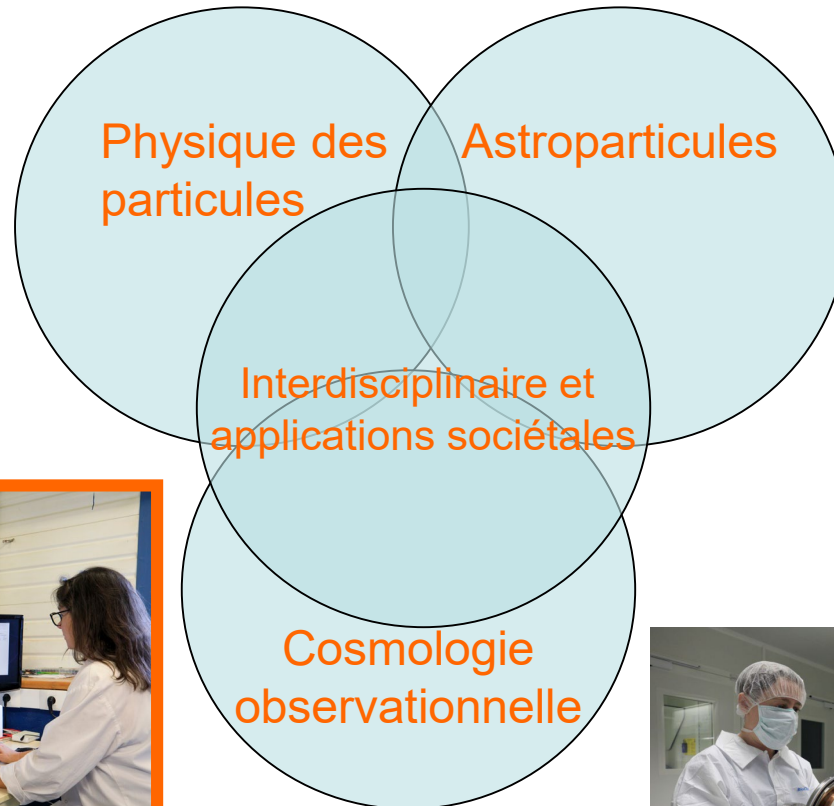 Physique des
particules
Astroparticules
Interdisciplinaire et
applications sociétales
Cosmologie
observationnelle